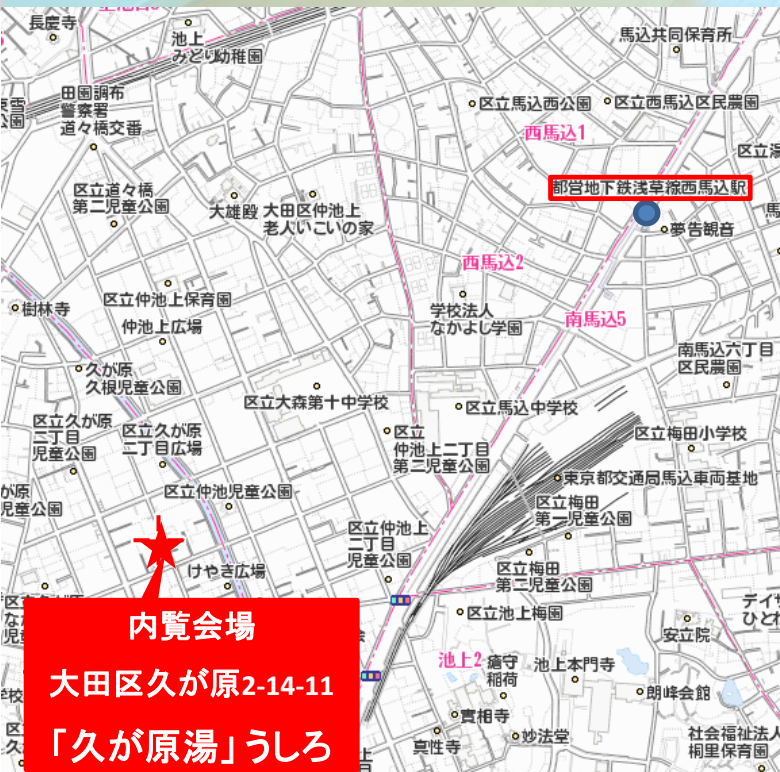 長慶寺
池上
みどり幼稚園
馬込共同保育所
田園調布
警察署
道々橋交番
区立馬込西公園
区立西馬込区民農園
西馬込1
区立道々橋
第二児童公園
大雄殿
大田区仲池上
老人いこいの家
都営地下鉄浅草線西馬込駅
夢告観音
西馬込2
区立仲池上保育園
樹林寺
仲池上広場
学校法人
なかよし学園
南馬込5
南馬込六丁目
区民農園
久が原
久根児童公園
区立大森第十中学校
区立馬込中学校
区立久が原
二丁目
児童公園
区立久が原
二丁目広場
区立
仲池上二丁目
第二児童公園
区立梅田小学校
が原
児童公園
区立仲池児童公園
東京都交通局馬込車両基地
区立梅田
第一児童公園
区立仲池上
二丁目
児童公園
けやき広場
区立梅田
第二児童公園
区立池上梅園
デイサ
ひとれ
安立院
内覧会場
大田区久が原2-14-11
「久が原湯」うしろ
池上2
瘡守
稲荷
池上本門寺
朗峰会館
實相寺
真性寺
妙法堂
社会福祉法人
桐里保育園